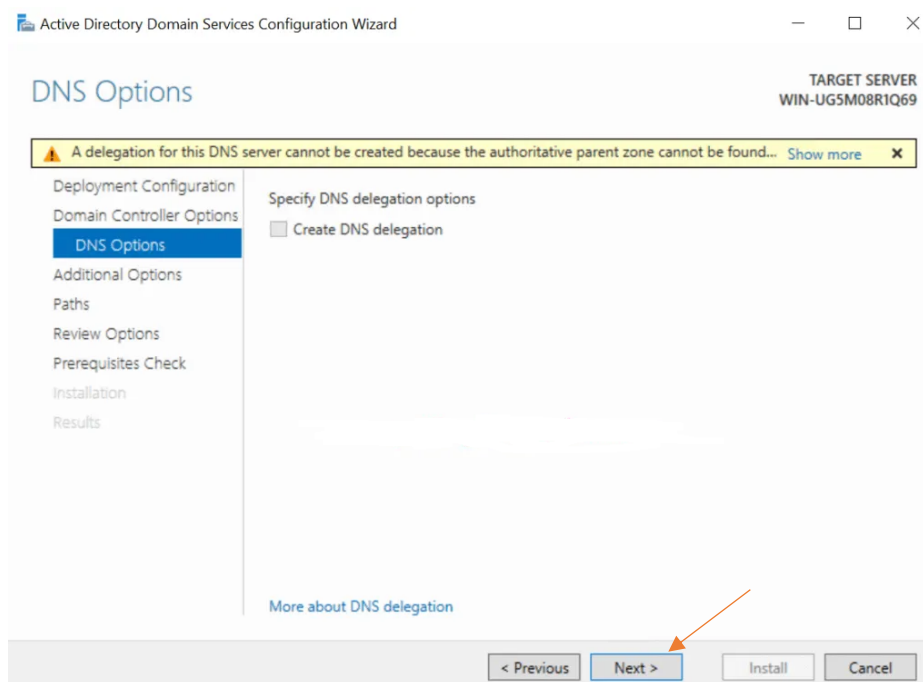 Active Directory Domain Services Configuration Wizard
DNS Options
TARGET SERVER
WIN-UG5M08R1Q69
A delegation for this DNS server cannot be created because the authoritative parent zone cannot be found... Show more
Deployment Configuration
Domain Controller Options
DNS Options
Additional Options
Paths
Review Options
Prerequisites Check
Installation
Results
Specify DNS delegation options
Create DNS delegation
More about DNS delegation
< Previous
Next >
Install
Cancel